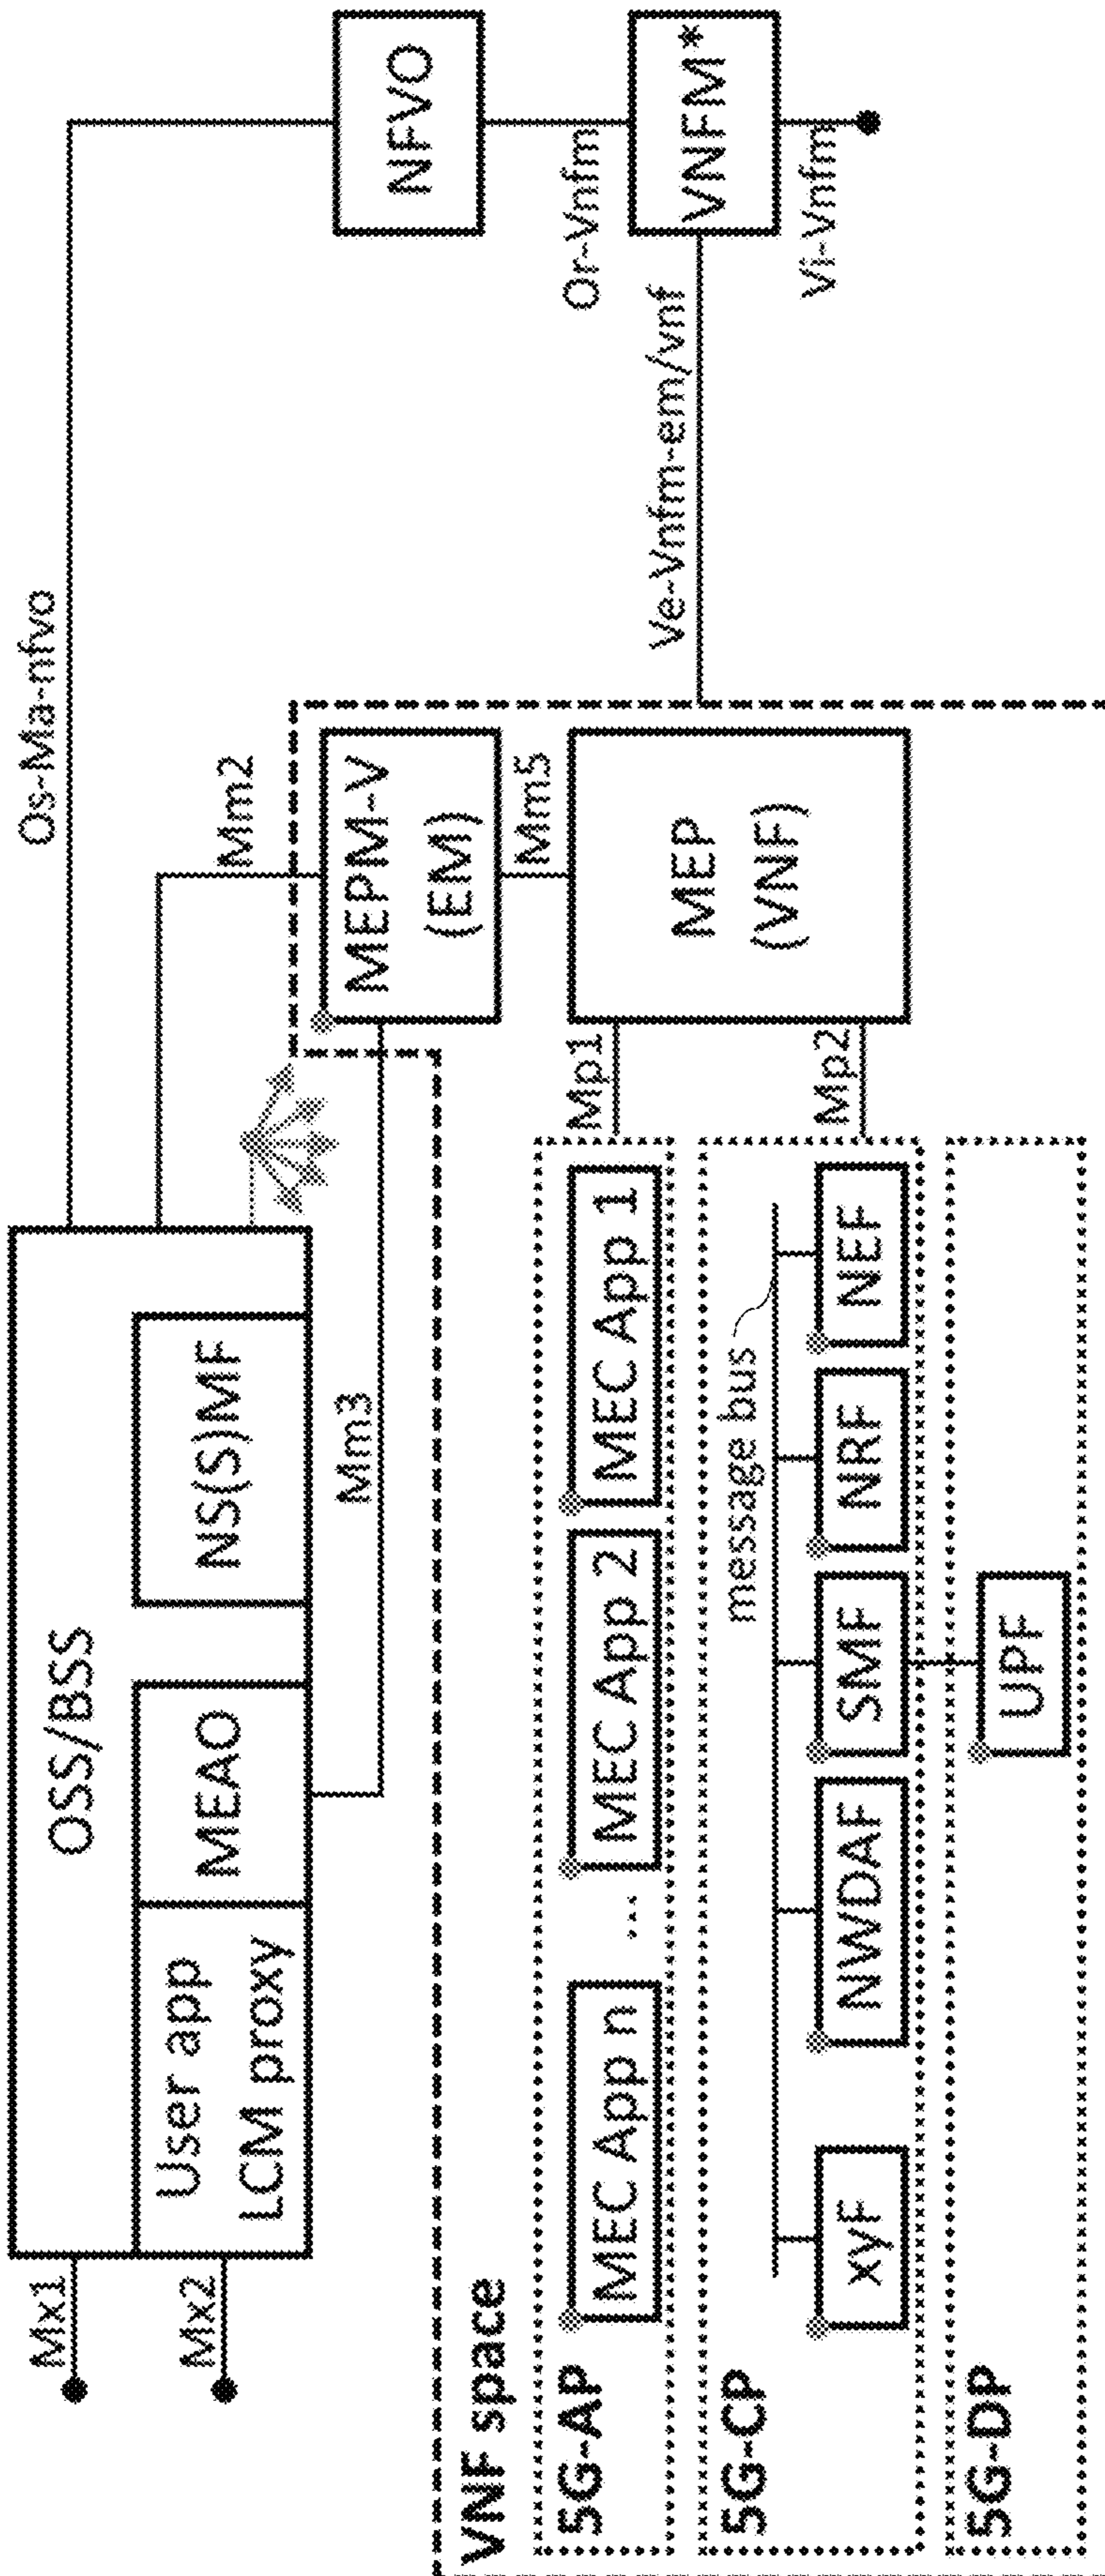 Os-Ma-nfvo
Mx1
OSS/BSS
Mx2
User app
LCM proxy
MEAO
NS(S)MF
Mm2
Mm3
NFVO
MEPM-V
(EM)
Mm5
Or-Vnfm
VNFM*
Ve-Vnfm-em/vnf
Vi-Vnfm
VNF space
5G-AP
MEC App n
...
MEC App 2
MEC App 1
Mp1
MEP
(VNF)
5G-CP
message bus
Mp2
xyF
NWDAF
SMF
NRF
NEF
5G-DP
UPF